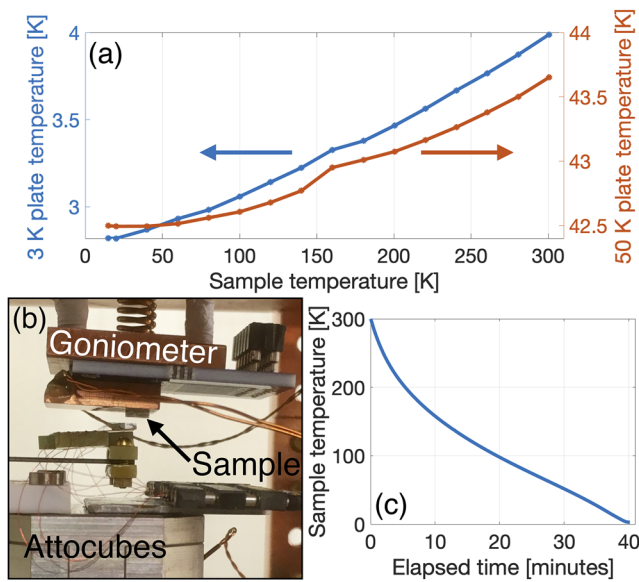 (a)
3 K plate temperature [K]
4
3.5
3
50 K plate temperature [K]
44
43.5
43
42.5
0 50 100 150 200 250 300
Sample temperature [K]
(b)
Goniometer
Sample
Attocubes
(c)
Sample temperature [K]
300
200
100
0
0 10 20 30 40
Elapsed time [minutes]